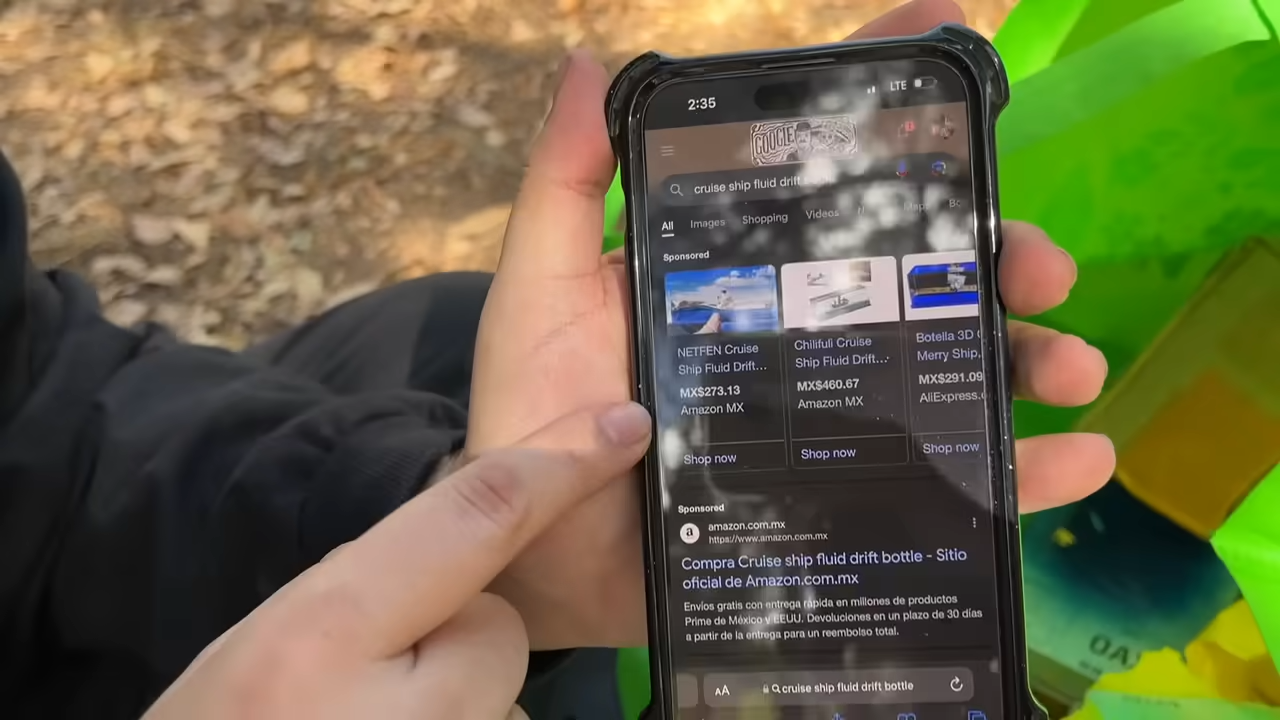 2:35
LTE
GOOGLE
cruise ship fluid drift
All Images Shopping Videos Maps Bo
Sponsored
NETFEN Cruise
Ship Fluid Drift...
MX$273.13
Amazon MX
Shop now
Chilifuli Cruise
Ship Fluid Drift...
MX$460.67
Amazon MX
Shop now
Botella 3D
Merry Ship,
MX$291.09
AliExpress.
Shop now
Sponsored
a
amazon.com.mx
https://www.amazon.com.mx
Compra Cruise ship fluid drift bottle - Sitio
oficial de Amazon.com.mx
Envíos gratis con entrega rápida en millones de productos
Prime de México y EEUU. Devoluciones en un plazo de 30 días
a partir de la entrega para un reembolso total.
AA cruise ship fluid drift bottle
OAX